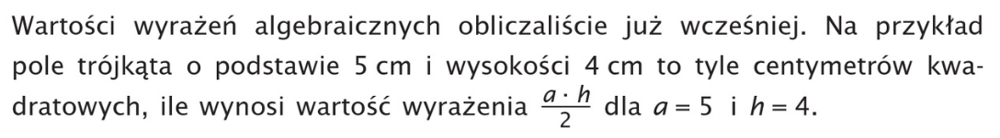 Wartości wyrażeń algebraicznych obliczaliście już wcześniej. Na przykład
pole trójkąta o podstawie 5 cm i wysokości 4 cm to tyle centymetrów kwa-
dratowych, ile wynosi wartość wyrażenia $\frac{a \cdot h}{2}$ dla a = 5 i h = 4.